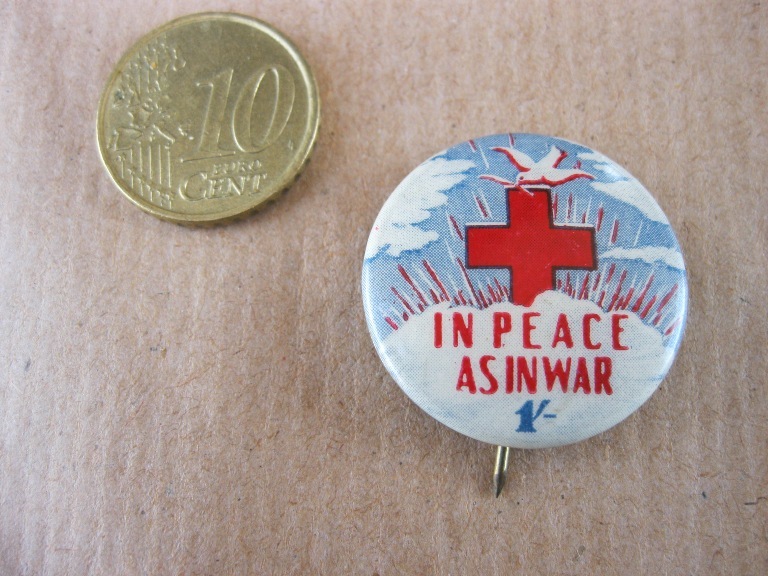 10
EURO
CENT
IN PEACE
AS IN WAR
1/-